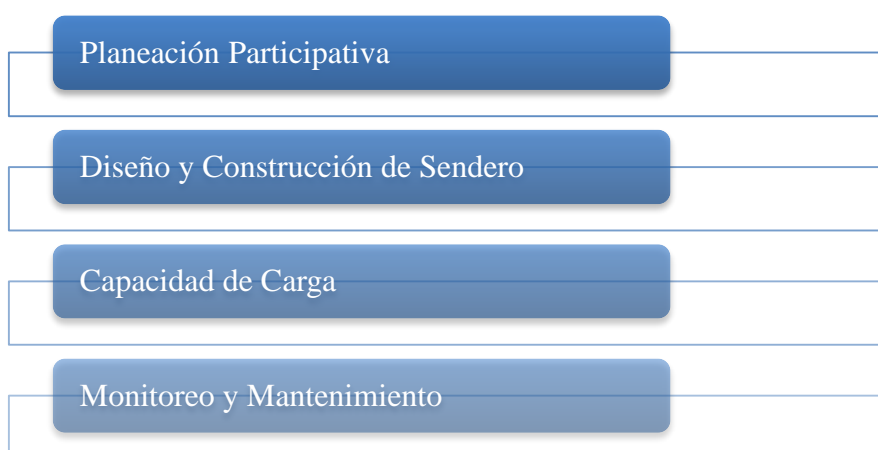 Planeación Participativa
Diseño y Construcción de Sendero
Capacidad de Carga
Monitoreo y Mantenimiento